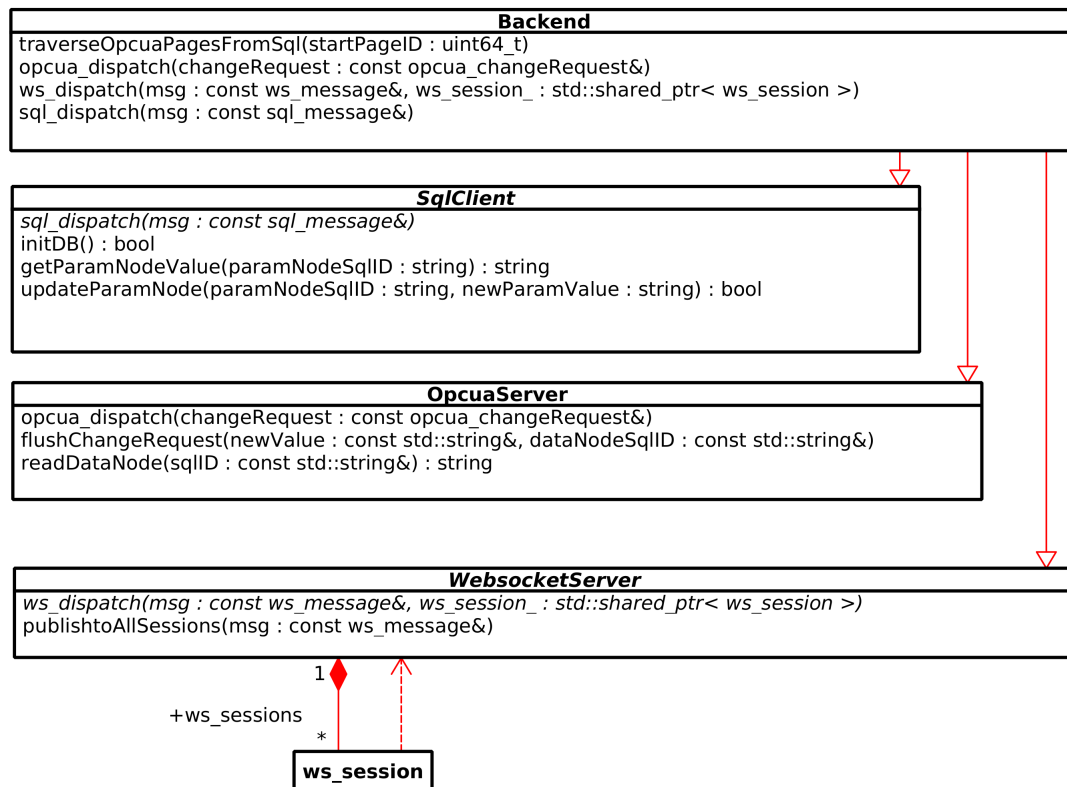 Backend
traverseOpcuaPagesFromSql(startPageID : uint64_t)
opcua_dispatch(changeRequest : const opcua_changeRequest&)
ws_dispatch(msg : const ws_message&, ws_session_ : std::shared_ptr< ws_session >)
sql_dispatch(msg : const sql_message&)
SqlClient
sql_dispatch(msg : const sql_message&)
initDB() : bool
getParamNodeValue(paramNodeSqlID : string) : string
updateParamNode(paramNodeSqlID : string, newParamValue : string) : bool
OpcuaServer
opcua_dispatch(changeRequest : const opcua_changeRequest&)
flushChangeRequest(newValue : const std::string&, dataNodeSqlID : const std::string&)
readDataNode(sqlID : const std::string&) : string
WebsocketServer
ws_dispatch(msg : const ws_message&, ws_session_ : std::shared_ptr< ws_session >)
publishtoAllSessions(msg : const ws_message&)
1
+ws_sessions
*
ws_session